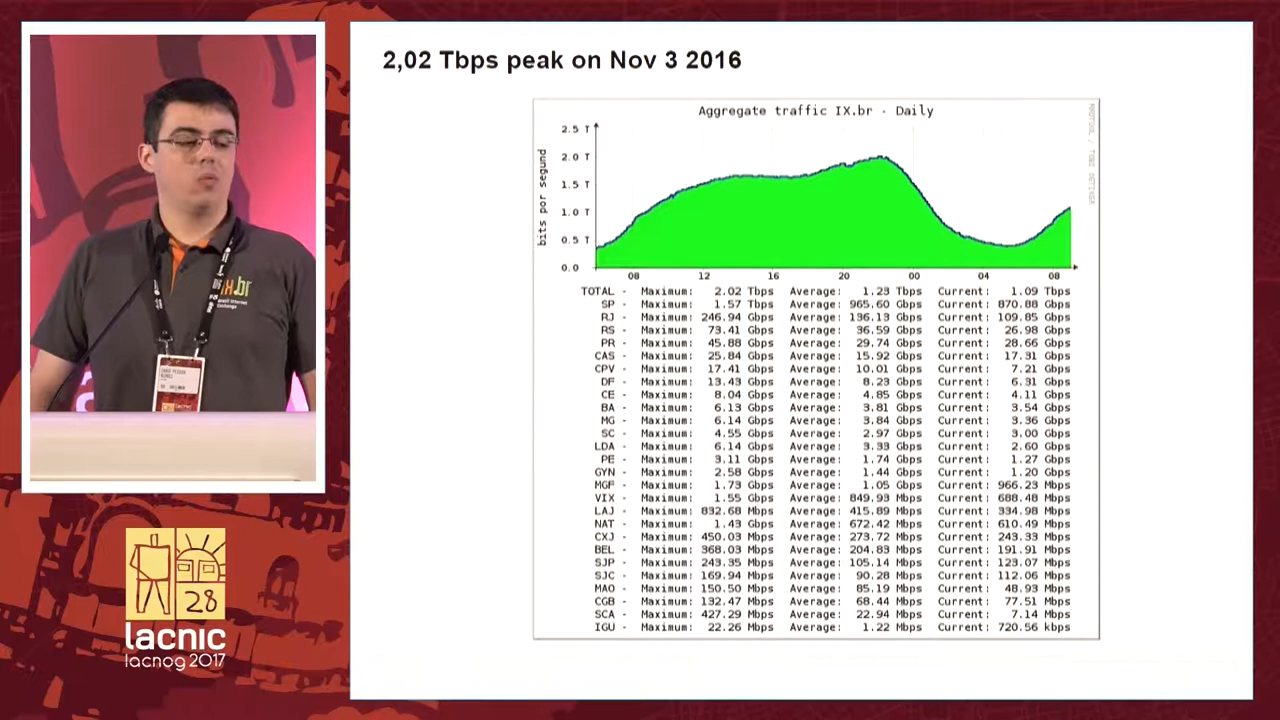 2,02 Tbps peak on Nov 3 2016
Aggregate traffic IX.br - Daily
bits por segund
2.5 T
2.0 T
1.5 T
1.0 T
0.5 T
0.0
08 12 16 20 00 04 08
TOTAL - Maximum: 2.02 Tbps Average: 1.23 Tbps Current: 1.09 Tbps
SP - Maximum: 1.57 Tbps Average: 965.60 Gbps Current: 870.88 Gbps
RJ - Maximum: 246.94 Gbps Average: 136.13 Gbps Current: 109.85 Gbps
RS - Maximum: 73.41 Gbps Average: 36.59 Gbps Current: 26.98 Gbps
PR - Maximum: 45.88 Gbps Average: 29.74 Gbps Current: 28.66 Gbps
CAS - Maximum: 25.84 Gbps Average: 15.92 Gbps Current: 17.31 Gbps
CPV - Maximum: 17.41 Gbps Average: 10.01 Gbps Current: 7.21 Gbps
DF - Maximum: 13.43 Gbps Average: 8.23 Gbps Current: 6.31 Gbps
CE - Maximum: 8.04 Gbps Average: 4.85 Gbps Current: 4.11 Gbps
BA - Maximum: 6.13 Gbps Average: 3.81 Gbps Current: 3.54 Gbps
MG - Maximum: 6.14 Gbps Average: 3.84 Gbps Current: 3.36 Gbps
SC - Maximum: 4.55 Gbps Average: 2.97 Gbps Current: 3.00 Gbps
LDA - Maximum: 6.14 Gbps Average: 3.33 Gbps Current: 2.60 Gbps
PE - Maximum: 3.11 Gbps Average: 1.74 Gbps Current: 1.27 Gbps
GYN - Maximum: 2.58 Gbps Average: 1.44 Gbps Current: 1.20 Gbps
MGF - Maximum: 1.73 Gbps Average: 1.05 Gbps Current: 966.23 Mbps
VIX - Maximum: 1.55 Gbps Average: 849.93 Mbps Current: 688.48 Mbps
LAJ - Maximum: 832.68 Mbps Average: 415.89 Mbps Current: 334.98 Mbps
NAT - Maximum: 1.43 Gbps Average: 672.42 Mbps Current: 610.49 Mbps
CXJ - Maximum: 450.03 Mbps Average: 273.72 Mbps Current: 243.33 Mbps
BEL - Maximum: 368.03 Mbps Average: 204.83 Mbps Current: 191.91 Mbps
SJP - Maximum: 243.35 Mbps Average: 105.14 Mbps Current: 123.07 Mbps
SJC - Maximum: 169.94 Mbps Average: 90.28 Mbps Current: 112.06 Mbps
MAO - Maximum: 150.50 Mbps Average: 85.19 Mbps Current: 48.93 Mbps
CGB - Maximum: 132.47 Mbps Average: 68.44 Mbps Current: 77.51 Mbps
SCA - Maximum: 427.29 Mbps Average: 22.94 Mbps Current: 7.14 Mbps
IGU - Maximum: 22.26 Mbps Average: 1.22 Mbps Current: 720.56 kbps
ix.br
28
lacnic
lacnog 2017